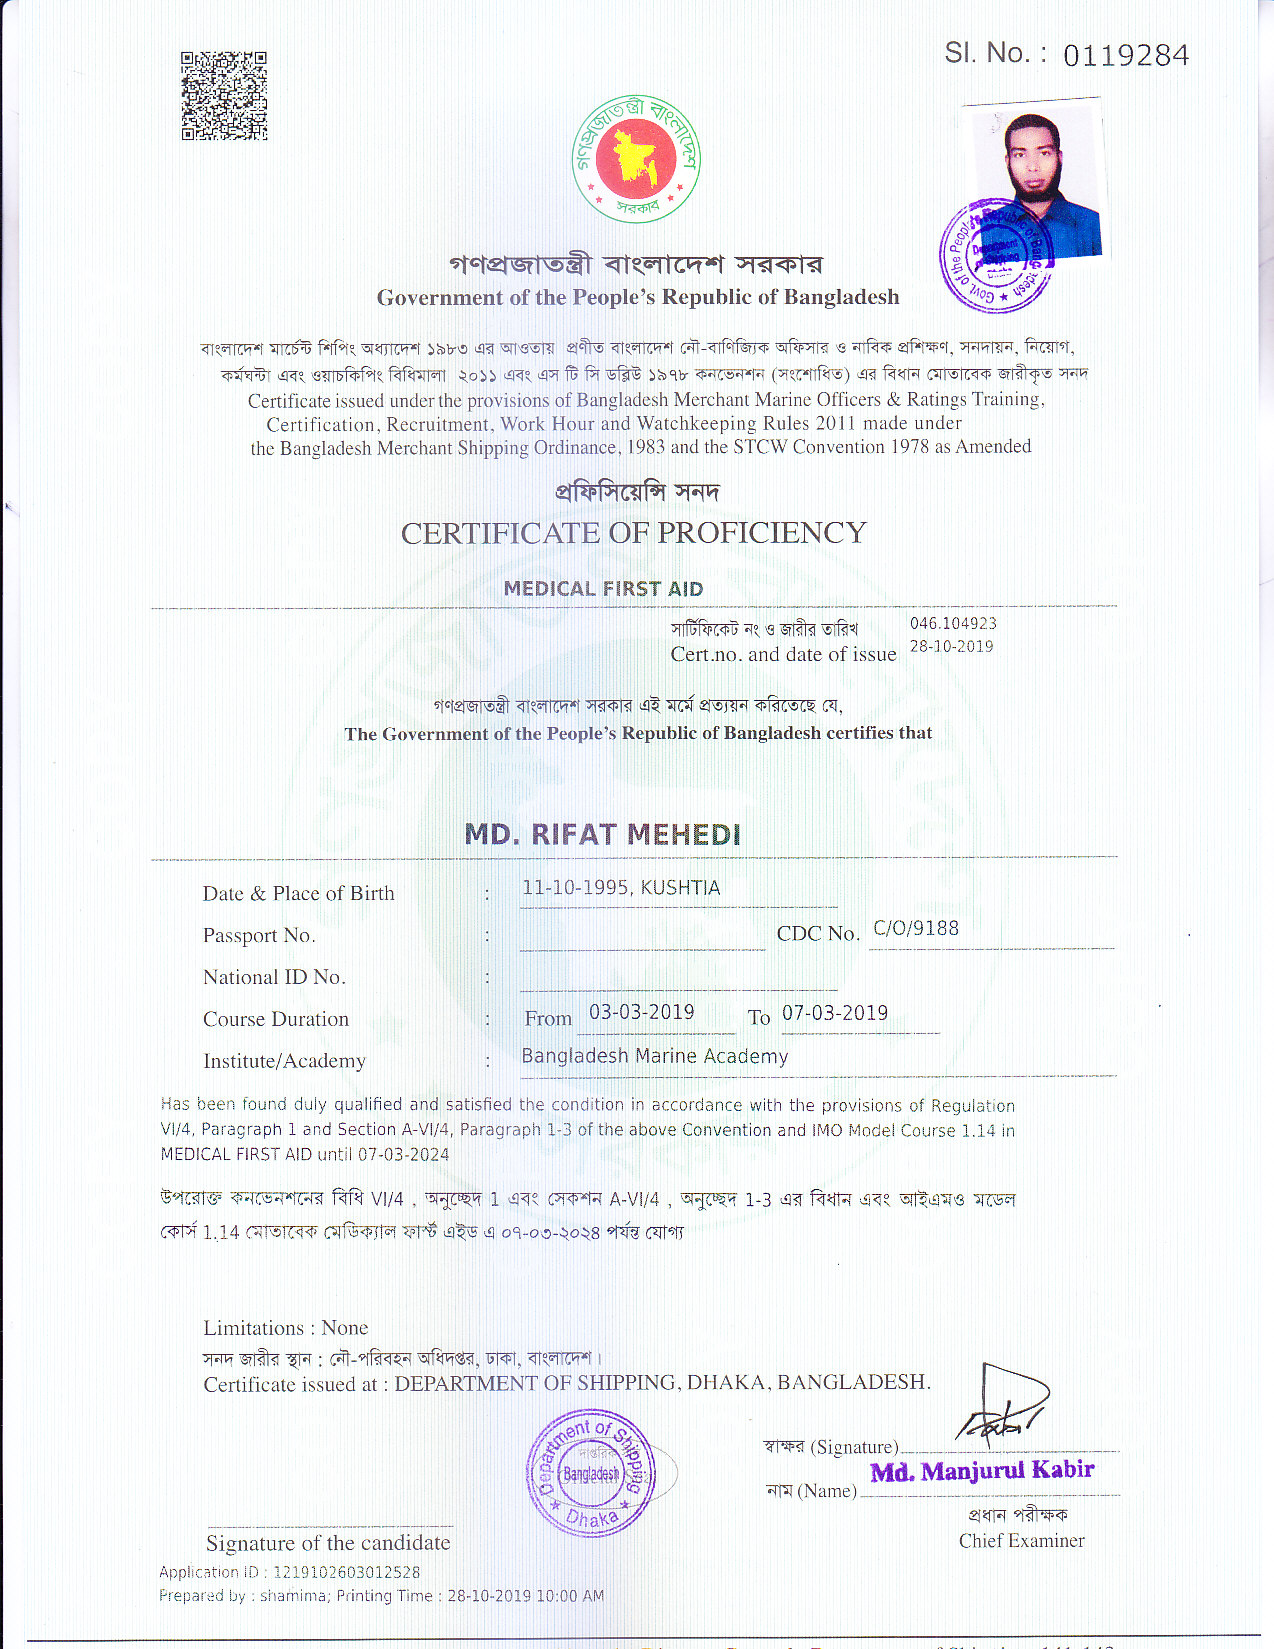 Sl. No. : 0119284
গণপ্রজাতন্ত্রী বাংলাদেশ
সরকার
Govt. of the People's Republic of Bangladesh
Department of Shipping
Dhaka
গণপ্রজাতন্ত্রী বাংলাদেশ সরকার
Government of the People's Republic of Bangladesh
বাংলাদেশ মার্চেন্ট শিপিং অধ্যাদেশ ১৯৮৩ এর আওতায় প্রণীত বাংলাদেশ নৌ-বাণিজ্যিক অফিসার ও নাবিক প্রশিক্ষণ, সনদায়ন, নিয়োগ,
কর্মঘন্টা এবং ওয়াচকিপিং বিধিমালা ২০১১ এবং এস টি সি ডব্লিউ ১৯৭৮ কনভেনশন (সংশোধিত) এর বিধান মোতাবেক জারীকৃত সনদ
Certificate issued under the provisions of Bangladesh Merchant Marine Officers & Ratings Training,
Certification, Recruitment, Work Hour and Watchkeeping Rules 2011 made under
the Bangladesh Merchant Shipping Ordinance, 1983 and the STCW Convention 1978 as Amended
প্রফিসিয়েন্সি সনদ
CERTIFICATE OF PROFICIENCY
MEDICAL FIRST AID
সার্টিফিকেট নং ও জারীর তারিখ 046.104923
Cert.no. and date of issue 28-10-2019
গণপ্রজাতন্ত্রী বাংলাদেশ সরকার এই মর্মে প্রত্যয়ন করিতেছে যে,
The Government of the People's Republic of Bangladesh certifies that
MD. RIFAT MEHEDI
Date & Place of Birth : 11-10-1995, KUSHTIA
Passport No. : CDC No. C/O/9188
National ID No. :
Course Duration : From 03-03-2019 To 07-03-2019
Institute/Academy : Bangladesh Marine Academy
Has been found duly qualified and satisfied the condition in accordance with the provisions of Regulation
VI/4, Paragraph 1 and Section A-VI/4, Paragraph 1-3 of the above Convention and IMO Model Course 1.14 in
MEDICAL FIRST AID until 07-03-2024
উপরোক্ত কনভেনশনের বিধি VI/4 , অনুচ্ছেদ 1 এবং সেকশন A-VI/4 , অনুচ্ছেদ 1-3 এর বিধান এবং আইএমও মডেল
কোর্স 1.14 মোতাবেক মেডিক্যাল ফার্স্ট এইড এ ০৭-০৩-২০২৪ পর্যন্ত যোগ্য
Limitations : None
সনদ জারীর স্থান : নৌ-পরিবহন অধিদপ্তর, ঢাকা, বাংলাদেশ।
Certificate issued at : DEPARTMENT OF SHIPPING, DHAKA, BANGLADESH.
Department of Shipping
Bangladesh
Dhaka
স্বাক্ষর (Signature)
Md. Manjurul Kabir
নাম (Name)
প্রধান পরীক্ষক
Chief Examiner
Signature of the candidate
Application ID : 1219102603012528
Prepared by : shamima; Printing Time : 28-10-2019 10:00 AM